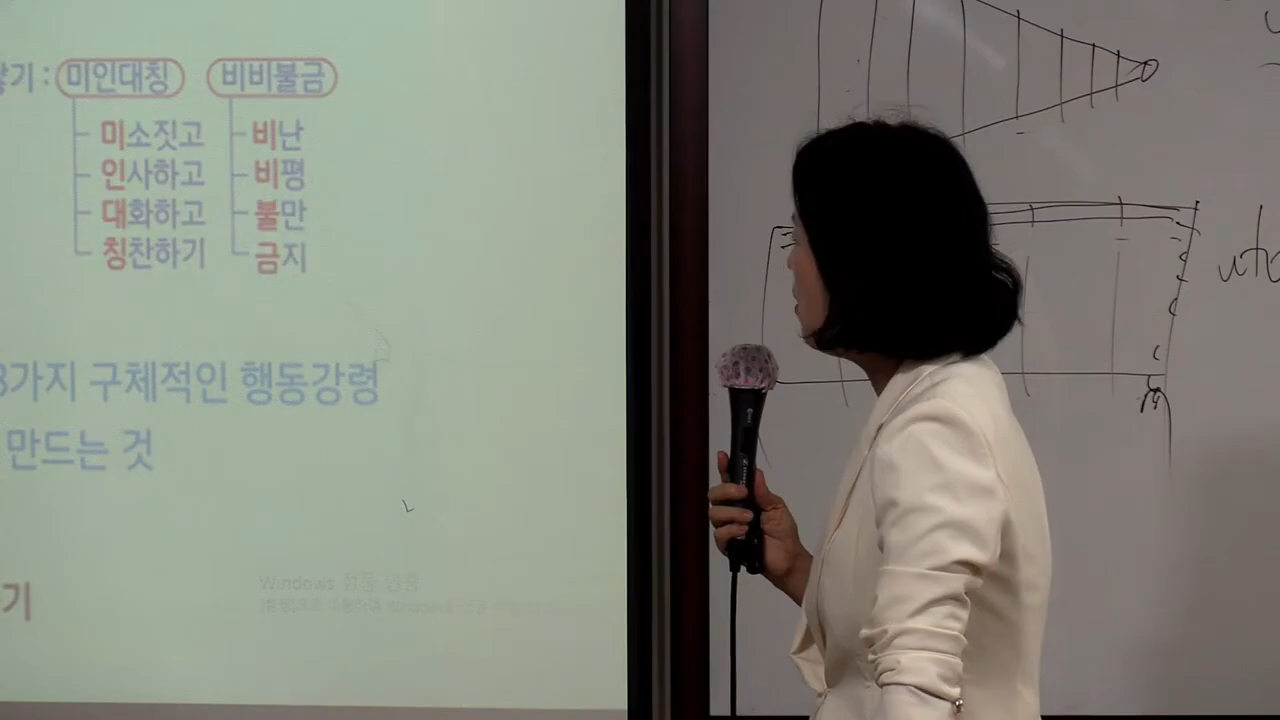 기 : 미인대칭 비비불금
미소짓고 비난
인사하고 비평
대화하고 불만
칭찬하기 금지
가지 구체적인 행동강령
만드는 것
기
Windows 정품 인증